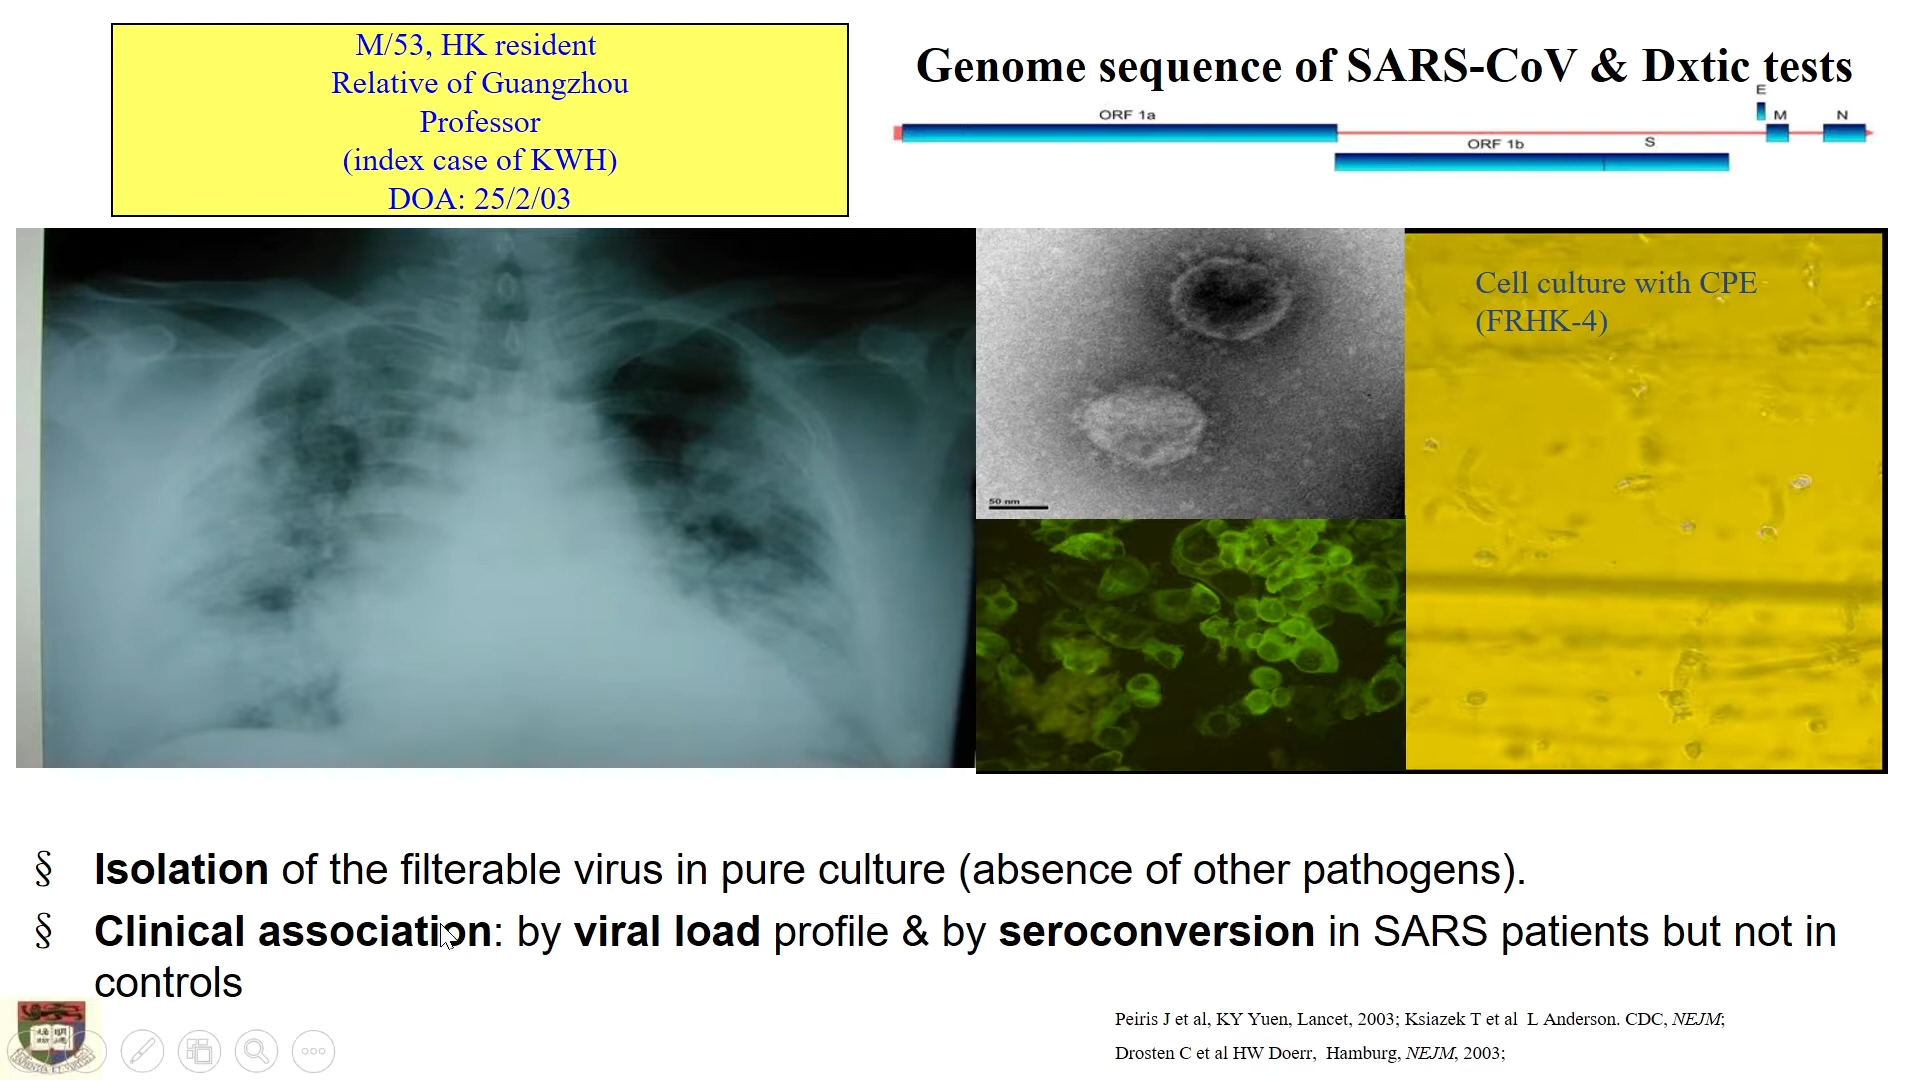 M/53, HK resident
Relative of Guangzhou
Professor
(index case of KWH)
DOA: 25/2/03
Genome sequence of SARS-CoV & Dxtic tests
E
ORF 1a
M
N
ORF 1b
S
Cell culture with CPE
(FRHK-4)
50 nm
§ Isolation of the filterable virus in pure culture (absence of other pathogens).
§ Clinical association: by viral load profile & by seroconversion in SARS patients but not in
controls
Peiris J et al, KY Yuen, Lancet, 2003; Ksiazek T et al L Anderson. CDC, NEJM;
Drosten C et al HW Doerr, Hamburg, NEJM, 2003;